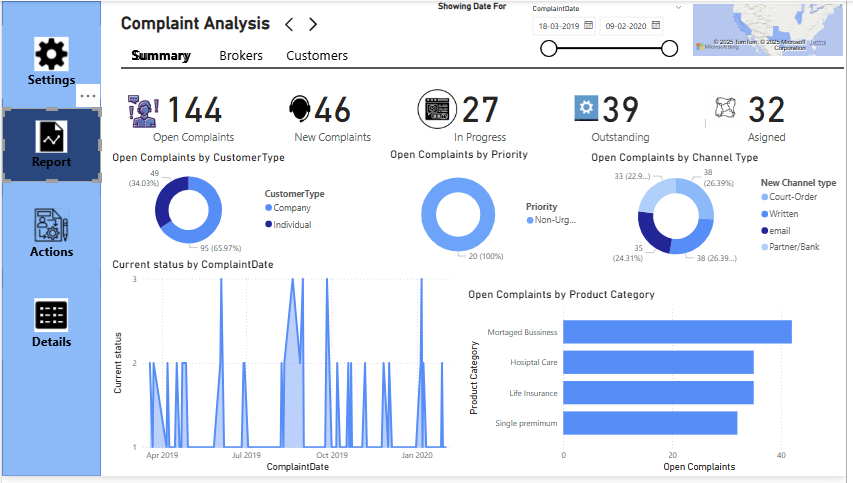 Showing Date For
ComplaintDate
18-03-2019
09-02-2020
© 2025 TomTom, © 2025 Microsoft Corporation
Terms
Microsoft Bing
Complaint Analysis
Summary
Brokers
Customers
Settings
Report
Actions
Details
144
Open Complaints
46
New Complaints
27
In Progress
39
Outstanding
32
Asigned
Open Complaints by CustomerType
49
(34.03%)
95 (65.97%)
CustomerType
Company
Individual
Open Complaints by Priority
20 (100%)
Priority
Non-Urg...
Open Complaints by Channel Type
33 (22.9...)
38
(26.39%)
35
(24.31%)
38 (26.39...)
New Channel type
Court-Order
Written
email
Partner/Bank
Current status by ComplaintDate
Current status
3
2
1
Apr 2019
Jul 2019
Oct 2019
Jan 2020
ComplaintDate
Open Complaints by Product Category
Product Category
Mortaged Bussiness
Hosiptal Care
Life Insurance
Single premimum
0
20
40
Open Complaints